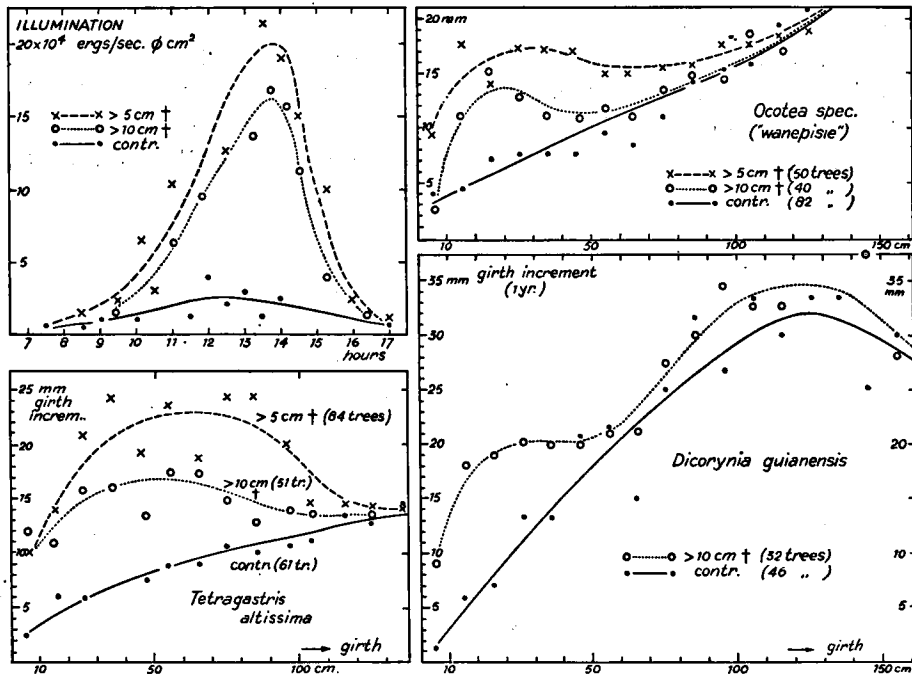 ILLUMINATION
20x10⁴ ergs/sec. ϕ cm²
x-----x > 5 cm †
o.......o >10 cm †
•——• contr.
15
10
5
7 8 9 10 11 12 13 14 15 16 17
hours
20 mm
15
10
5
Ocotea spec.
("wanepisie")
x-----x > 5 cm † (50 trees)
o.......o >10 cm † (40 „ )
•——• contr. (82 „ )
10 50 100 150 cm
25 mm
girth
increm.
20
15
10
5
> 5 cm † (84 trees)
>10 cm (51 tr.)
†
contr. (61 tr.)
Tetragastris
altissima
→ girth
10 50 100 cm.
35 mm girth increment
(1yr.)
35
mm
30
25
20
15
10
5
30
25
20
10
5
Dicorynia guianensis
o.......o >10 cm † (32 trees)
•——• contr. (46 „ )
→ girth
10 50 100 150 cm